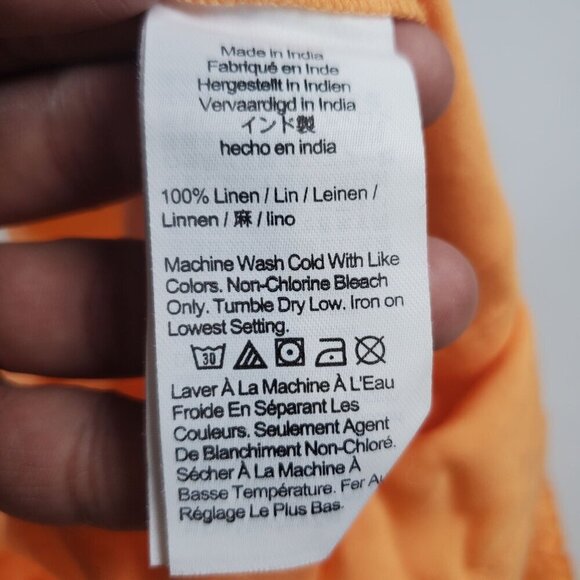 Made in India
Fabriqué en Inde
Hergestellt in Indien
Vervaardigd in India
インド製
hecho en india
100% Linen / Lin / Leinen /
Linnen / 麻 / lino
Machine Wash Cold With Like
Colors. Non-Chlorine Bleach
Only. Tumble Dry Low. Iron on
Lowest Setting.
30
Laver À La Machine À L'Eau
Froide En Séparant Les
Couleurs. Seulement Agent
De Blanchiment Non-Chloré.
Sécher À La Machine À
Basse Température. Fer
Réglage Le Plus Bas.